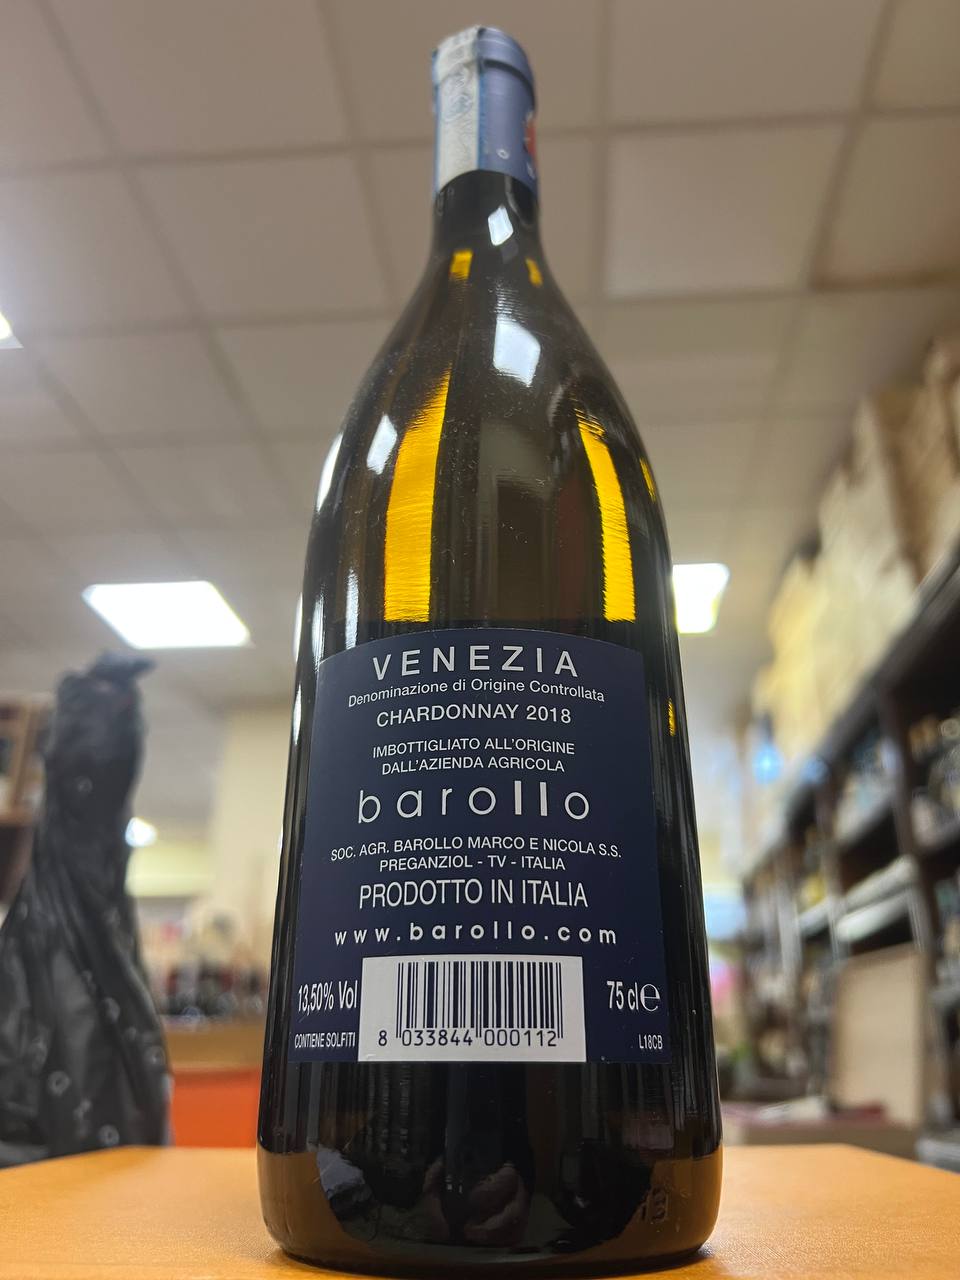 VENEZIA
Denominazione di Origine Controllata
CHARDONNAY 2018
IMBOTTIGLIATO ALL'ORIGINE
DALL'AZIENDA AGRICOLA
barollo
SOC. AGR. BAROLLO MARCO E NICOLA S.S.
PREGANZIOL - TV - ITALIA
PRODOTTO IN ITALIA
www.barollo.com
13,50% Vol
75 cl e
CONTIENE SOLFITI
8 033844 000112
L18CB